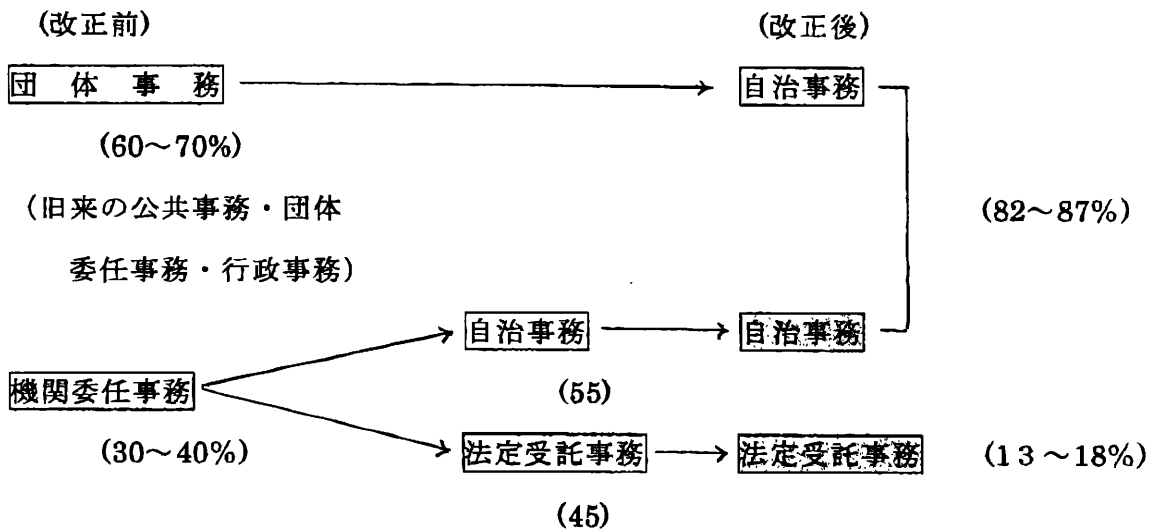 (改正前) (改正後)
団体事務 自治事務
(60〜70%)
(旧来の公共事務・団体 (82〜87%)
委任事務・行政事務)
自治事務 自治事務
機関委任事務 (55)
(30〜40%) 法定受託事務 法定受託事務 (13〜18%)
(45)